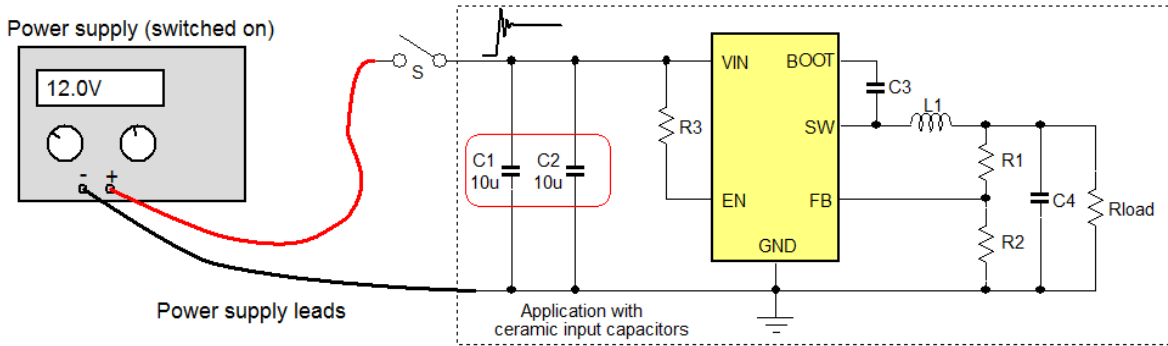 Power supply (switched on)
12.0V
-
+
S
C1
10u
C2
10u
R3
VIN
BOOT
SW
EN
FB
GND
C3
L1
R1
R2
C4
Rload
Power supply leads
Application with
ceramic input capacitors